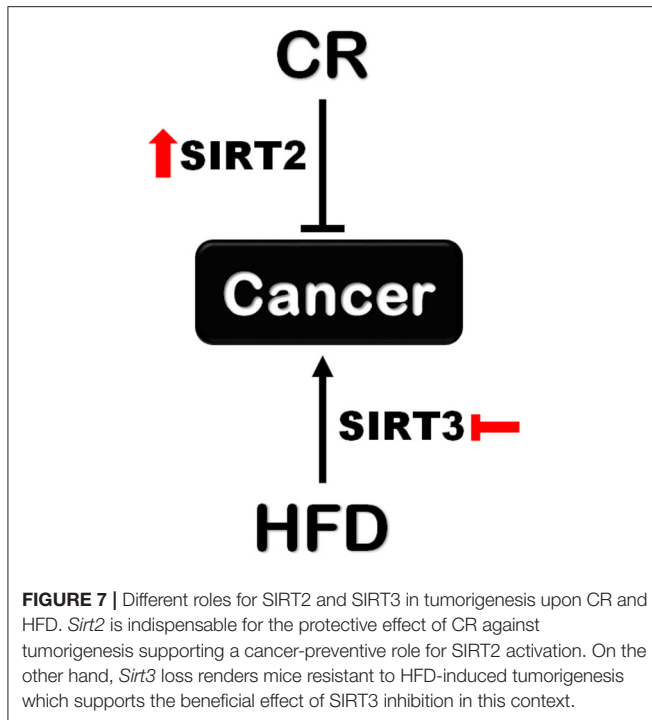 CR
SIRT2
Cancer
SIRT3
HFD
FIGURE 7 | Different roles for SIRT2 and SIRT3 in tumorigenesis upon CR and
HFD. Sirt2 is indispensable for the protective effect of CR against
tumorigenesis supporting a cancer-preventive role for SIRT2 activation. On the
other hand, Sirt3 loss renders mice resistant to HFD-induced tumorigenesis
which supports the beneficial effect of SIRT3 inhibition in this context.